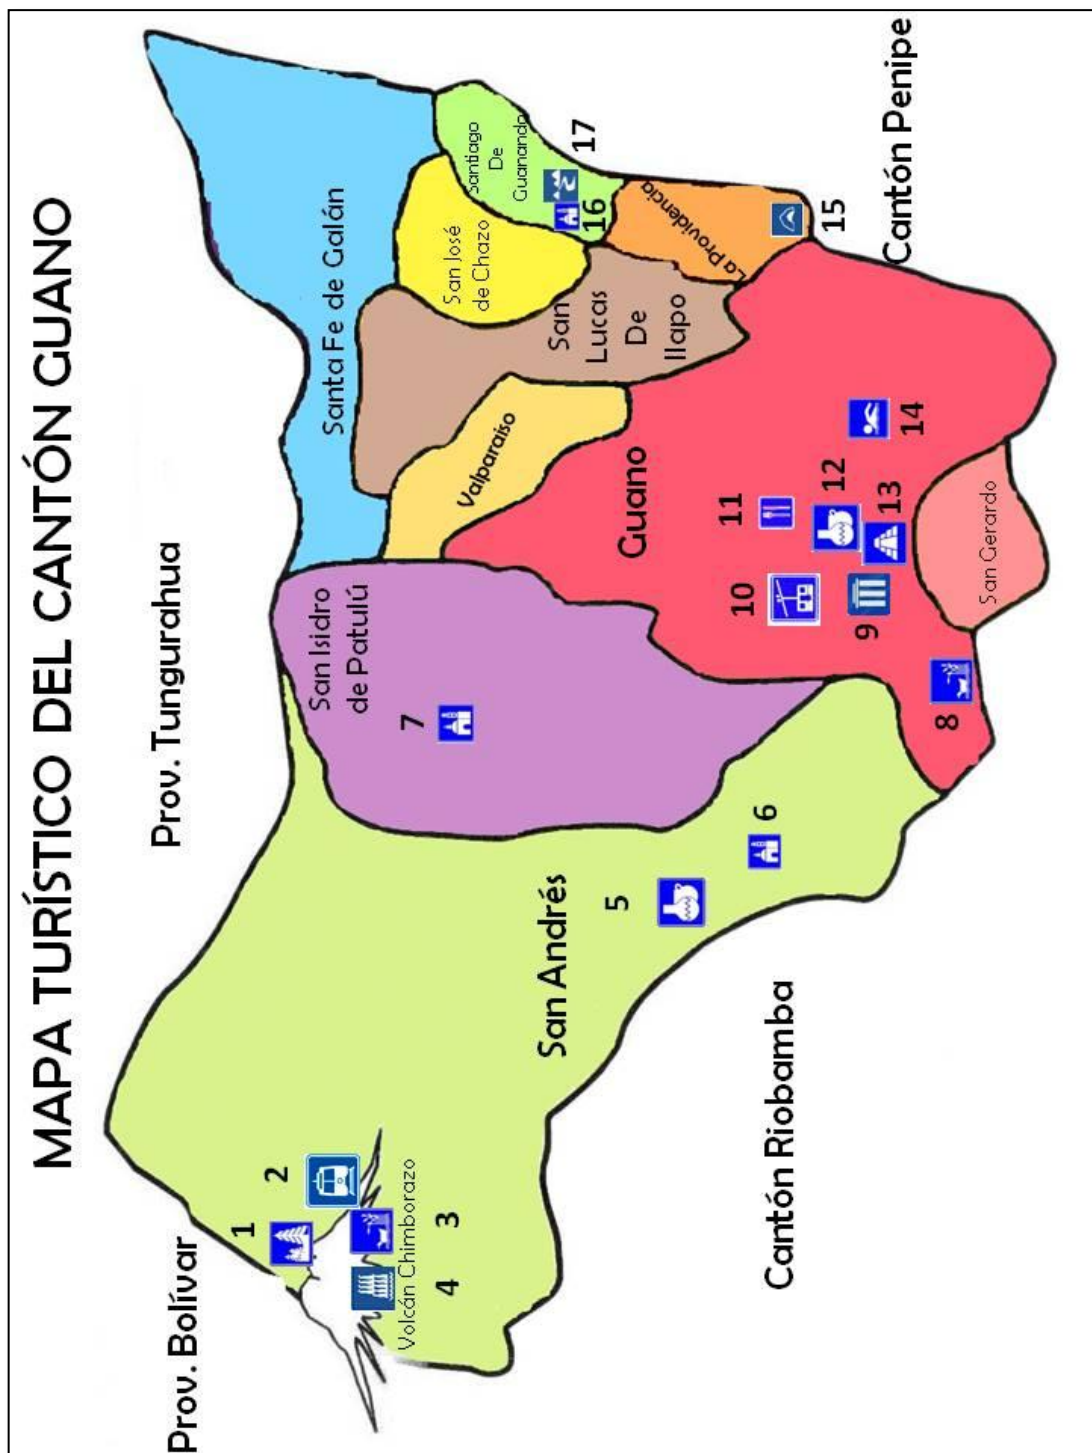 MAPA TURÍSTICO DEL CANTÓN GUANO
Prov. Bolívar
Prov. Tungurahua
1
2
3
4
Volcán Chimborazo
Santa Fe de Galán
San Isidro
de Patulú
7
San José
de Chazo
Santiago
De
Guanando
16
17
Valparaíso
San
Lucas
De
Ilapo
La Providencia
15
San Andrés
5
6
Guano
10
11
12
9
13
14
8
San Gerardo
Cantón Riobamba
Cantón Penipe